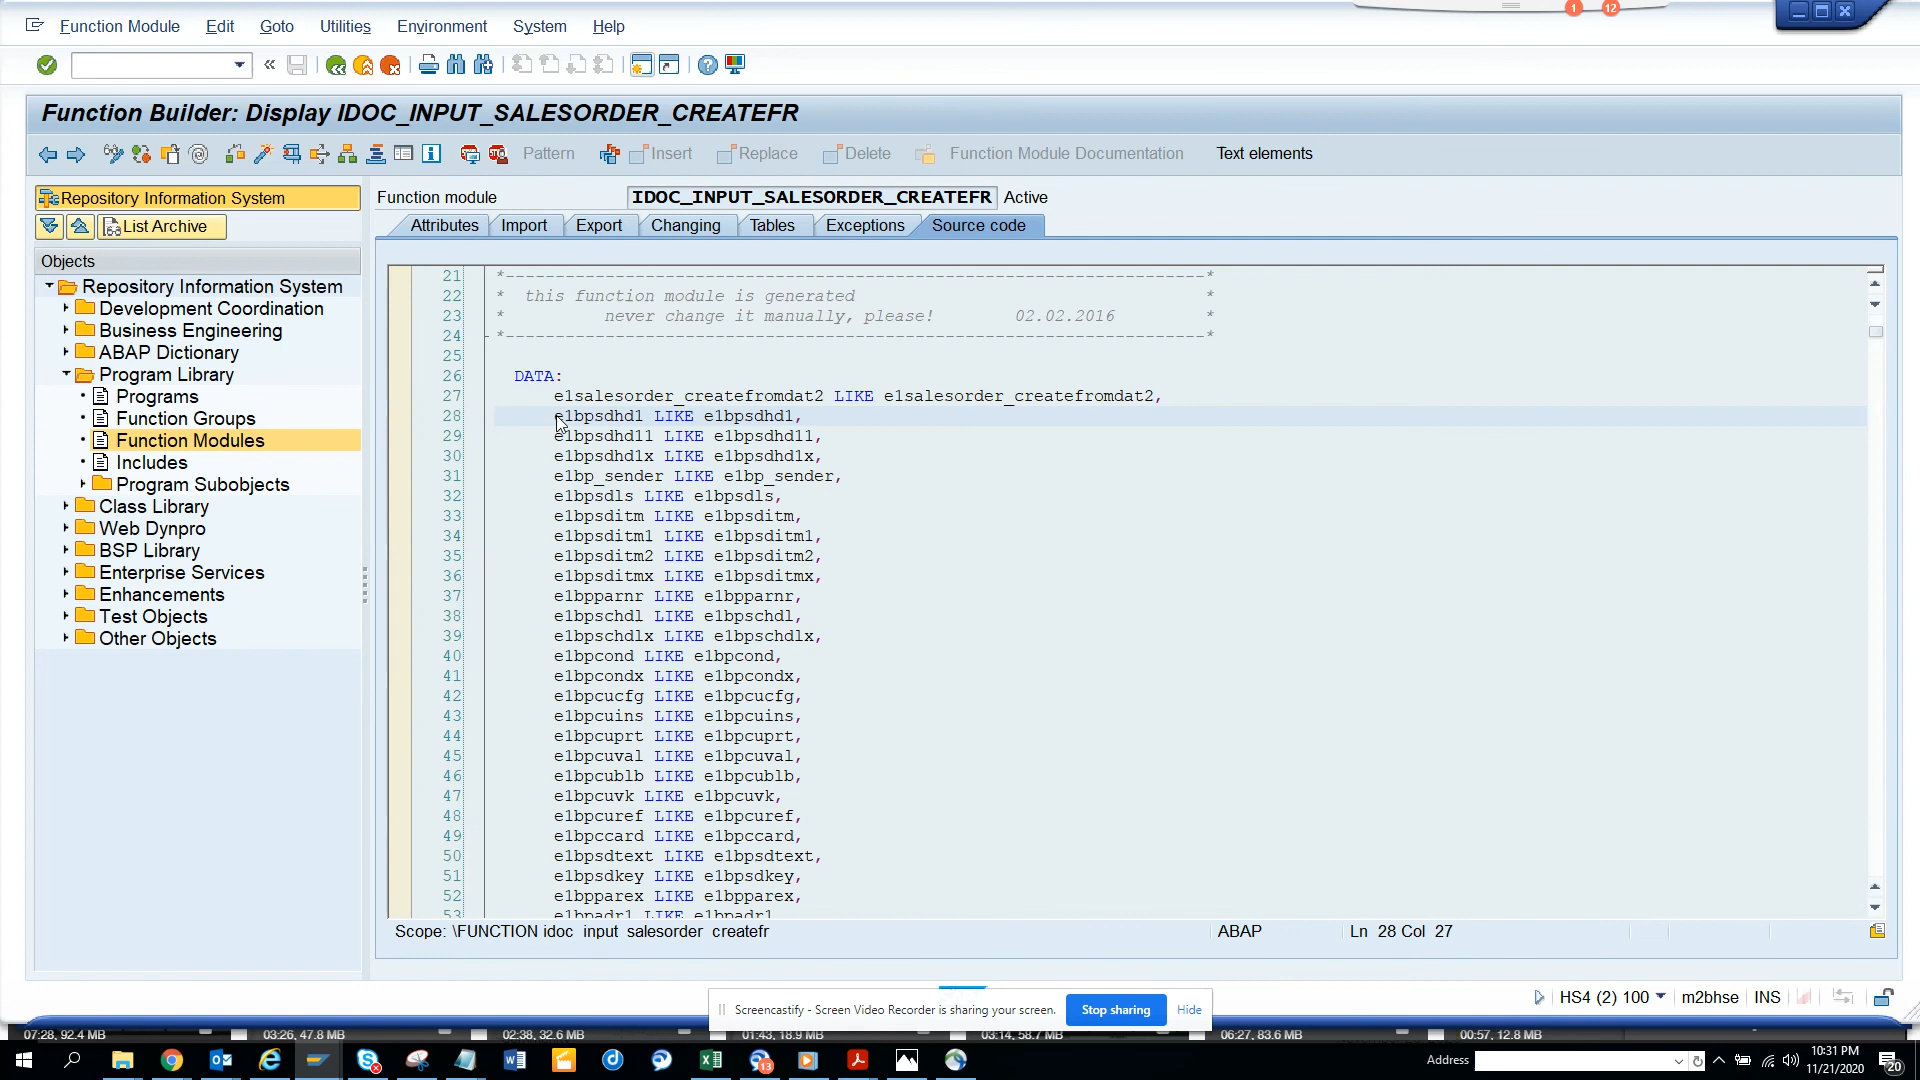 1 12
Function Module Edit Goto Utilities Environment System Help
Function Builder: Display IDOC_INPUT_SALESORDER_CREATEFR
Pattern Insert Replace Delete Function Module Documentation Text elements
Repository Information System
List Archive
Objects
Repository Information System
Development Coordination
Business Engineering
ABAP Dictionary
Program Library
Programs
Function Groups
Function Modules
Includes
Program Subobjects
Class Library
Web Dynpro
BSP Library
Enterprise Services
Enhancements
Test Objects
Other Objects
Function module IDOC_INPUT_SALESORDER_CREATEFR Active
Attributes Import Export Changing Tables Exceptions Source code
21 *----------------------------------------------------------------------*
22 * this function module is generated *
23 * never change it manually, please! 02.02.2016 *
24 *----------------------------------------------------------------------*
25
26 DATA:
27 e1salesorder_createfromdat2 LIKE e1salesorder_createfromdat2,
28 e1bpsdhd1 LIKE e1bpsdhd1,
29 e1bpsdhd11 LIKE e1bpsdhd11,
30 e1bpsdhd1x LIKE e1bpsdhd1x,
31 e1bp_sender LIKE e1bp_sender,
32 e1bpsdls LIKE e1bpsdls,
33 e1bpsditm LIKE e1bpsditm,
34 e1bpsditm1 LIKE e1bpsditm1,
35 e1bpsditm2 LIKE e1bpsditm2,
36 e1bpsditmx LIKE e1bpsditmx,
37 e1bpparnr LIKE e1bpparnr,
38 e1bpschdl LIKE e1bpschdl,
39 e1bpschdlx LIKE e1bpschdlx,
40 e1bpcond LIKE e1bpcond,
41 e1bpcondx LIKE e1bpcondx,
42 e1bpcucfg LIKE e1bpcucfg,
43 e1bpcuins LIKE e1bpcuins,
44 e1bpcuprt LIKE e1bpcuprt,
45 e1bpcuval LIKE e1bpcuval,
46 e1bpcublb LIKE e1bpcublb,
47 e1bpcuvk LIKE e1bpcuvk,
48 e1bpcuref LIKE e1bpcuref,
49 e1bpccard LIKE e1bpccard,
50 e1bpsdtext LIKE e1bpsdtext,
51 e1bpsdkey LIKE e1bpsdkey,
52 e1bpparex LIKE e1bpparex,
53 e1bpadr1 LIKE e1bpadr1
Scope: \FUNCTION idoc_input_salesorder_createfr ABAP Ln 28 Col 27
HS4 (2) 100 m2bhse INS
Screencastify - Screen Video Recorder is sharing your screen. Stop sharing Hide
07:28, 92.4 MB 03:26, 47.8 MB 02:38, 32.6 MB 01:43, 18.9 MB 03:14, 58.7 MB 06:27, 83.6 MB 00:57, 12.8 MB
13
Address
10:31 PM
11/21/2020
20